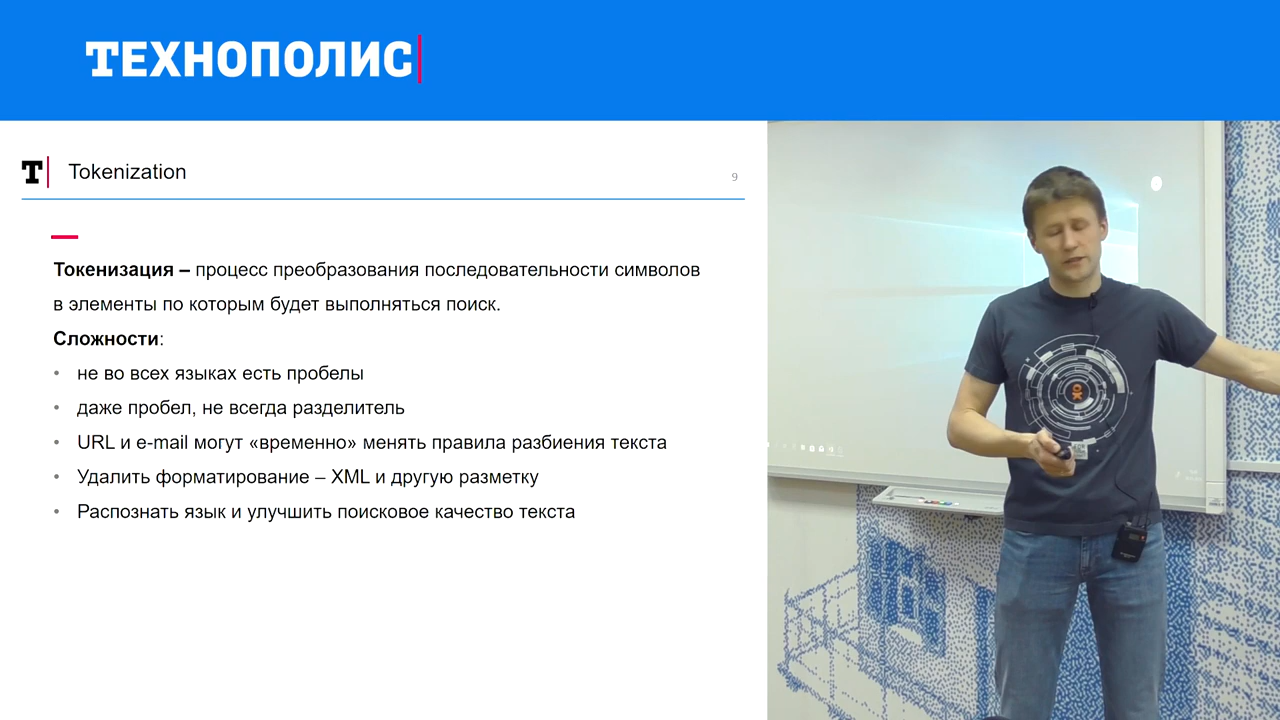 ТЕХНОПОЛИС
Т
Tokenization
9
Токенизация – процесс преобразования последовательности символов
в элементы по которым будет выполняться поиск.
Сложности:
• не во всех языках есть пробелы
• даже пробел, не всегда разделитель
• URL и e-mail могут «временно» менять правила разбиения текста
• Удалить форматирование – XML и другую разметку
• Распознать язык и улучшить поисковое качество текста